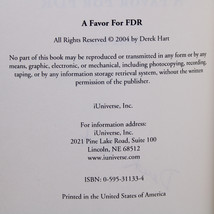 A Favor For FDR
All Rights Reserved © 2004 by Derek Hart
No part of this book may be reproduced or transmitted in any form or by any
means, graphic, electronic, or mechanical, including photocopying, recording,
taping, or by any information storage retrieval system, without the written
permission of the publisher.
iUniverse, Inc.
For information address:
iUniverse, Inc.
2021 Pine Lake Road, Suite 100
Lincoln, NE 68512
www.iuniverse.com
ISBN: 0-595-31133-4
Printed in the United States of America